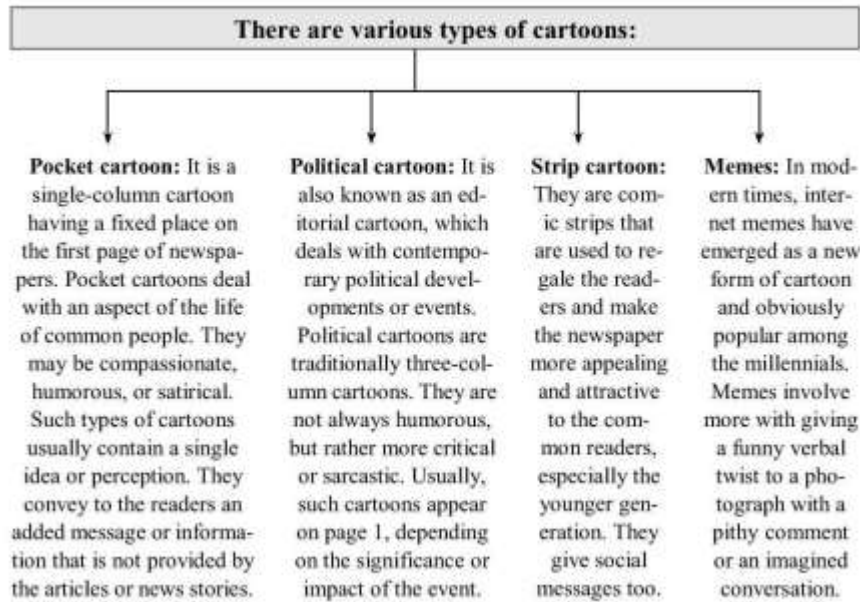 There are various types of cartoons:
Pocket cartoon: It is a
single-column cartoon
having a fixed place on
the first page of newspa-
pers. Pocket cartoons deal
with an aspect of the life
of common people. They
may be compassionate,
humorous, or satirical.
Such types of cartoons
usually contain a single
idea or perception. They
convey to the readers an
added message or informa-
tion that is not provided by
the articles or news stories.
Political cartoon: It is
also known as an ed-
itorial cartoon, which
deals with contempo-
rary political devel-
opments or events.
Political cartoons are
traditionally three-col-
umn cartoons. They are
not always humorous,
but rather more critical
or sarcastic. Usually,
such cartoons appear
on page 1, depending
on the significance or
impact of the event.
Strip cartoon:
They are com-
ic strips that
are used to re-
gale the read-
ers and make
the newspaper
more appealing
and attractive
to the com-
mon readers,
especially the
younger gen-
eration. They
give social
messages too.
Memes: In mod-
ern times, inter-
net memes have
emerged as a new
form of cartoon
and obviously
popular among
the millennials.
Memes involve
more with giving
a funny verbal
twist to a pho-
tograph with a
pithy comment
or an imagined
conversation.